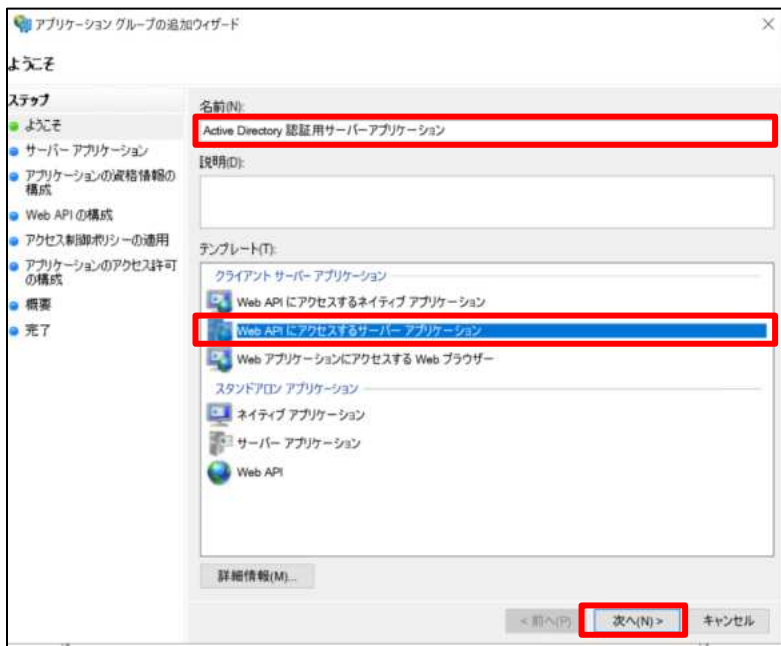 アプリケーション グループの追加ウィザード
ようこそ
ステップ
ようこそ
サーバー アプリケーション
アプリケーションの資格情報の
構成
Web API の構成
アクセス制御ポリシーの適用
アプリケーションのアクセス許可
の構成
概要
完了
名前(N):
Active Directory 認証用サーバーアプリケーション
説明(D):
テンプレート(T):
クライアント サーバー アプリケーション
Web API にアクセスするネイティブ アプリケーション
Web API にアクセスするサーバー アプリケーション
Web アプリケーションにアクセスする Web ブラウザー
スタンドアロン アプリケーション
ネイティブ アプリケーション
サーバー アプリケーション
Web API
詳細情報(M)...
< 前へ(P) 次へ(N) > キャンセル